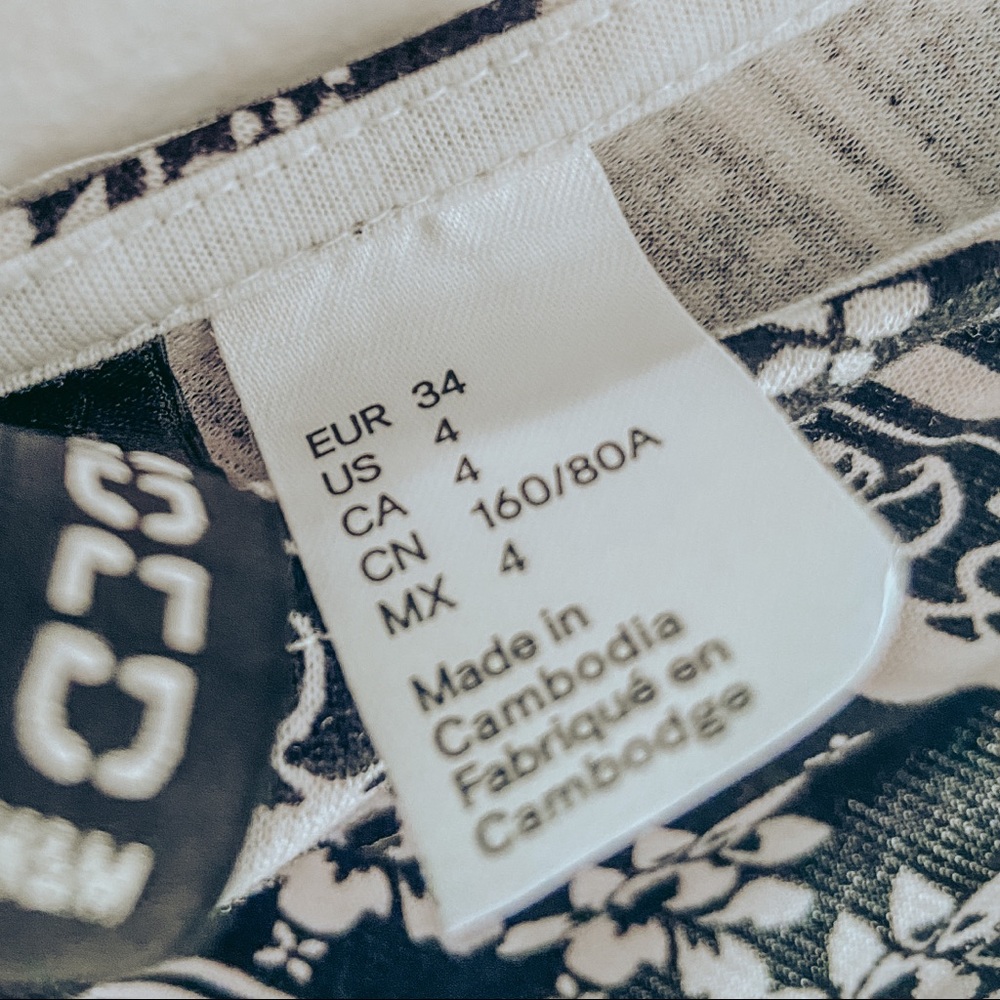 EUR 34
US 4
CA 4
CN 160/80A
MX 4
Made in
Cambodia
Fabriqué en
Cambodge